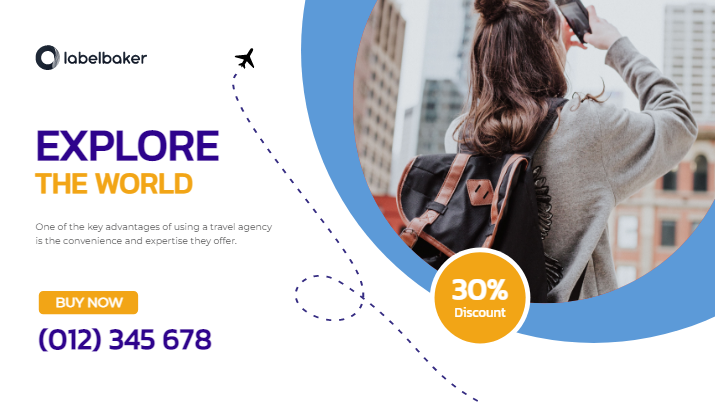 labelbaker
EXPLORE
THE WORLD
One of the key advantages of using a travel agency
is the convenience and expertise they offer.
BUY NOW
(012) 345 678
30%
Discount